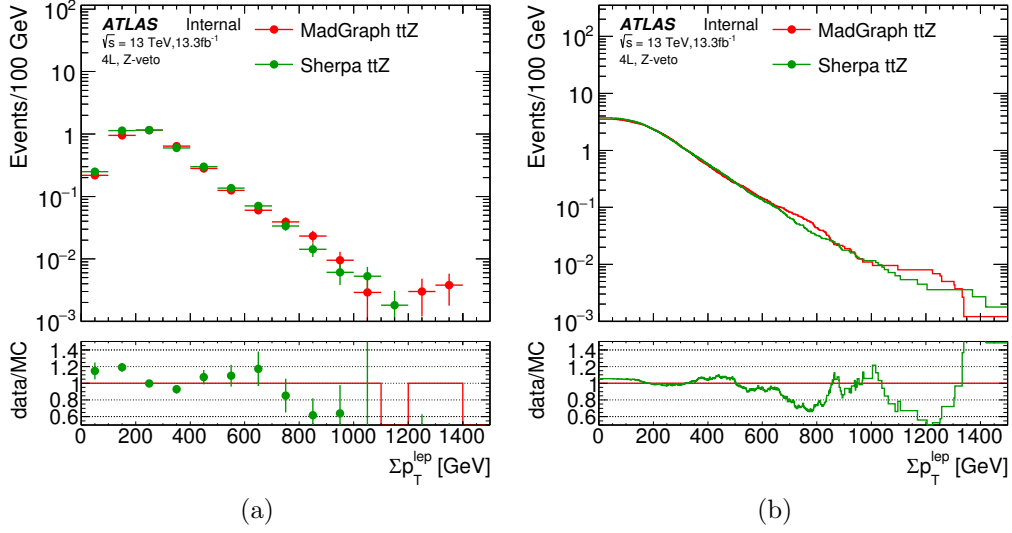 ATLAS Internal
√s = 13 TeV,13.3fb⁻¹
4L, Z-veto
MadGraph ttZ
Sherpa ttZ
Events/100 GeV
10²
10
1
10⁻¹
10⁻²
10⁻³
data/MC
1.4
1.2
1
0.8
0.6
0 200 400 600 800 1000 1200 1400
Σp_T^lep [GeV]
(a)
ATLAS Internal
√s = 13 TeV,13.3fb⁻¹
4L, Z-veto
MadGraph ttZ
Sherpa ttZ
Events/100 GeV
10²
10
1
10⁻¹
10⁻²
10⁻³
data/MC
1.4
1.2
1
0.8
0.6
0 200 400 600 800 1000 1200 1400
Σp_T^lep [GeV]
(b)